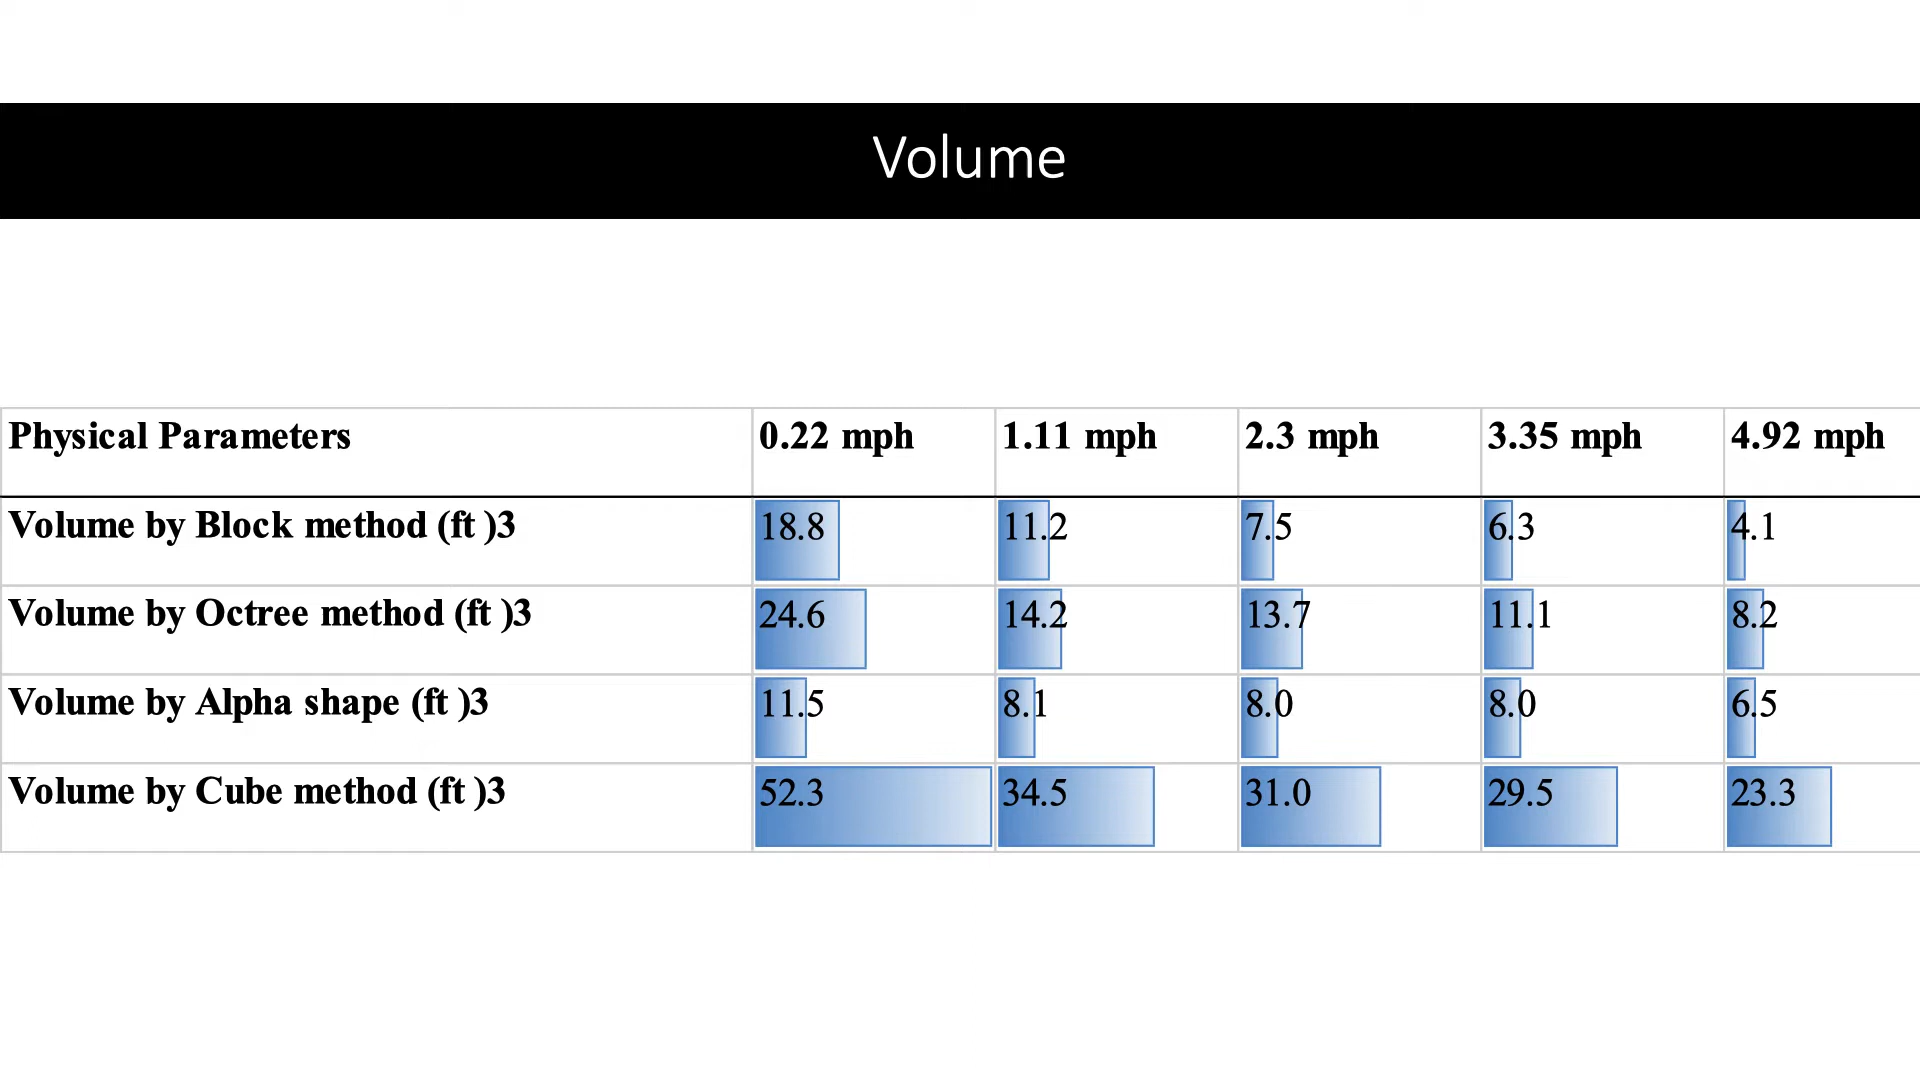 Volume
Physical Parameters 0.22 mph 1.11 mph 2.3 mph 3.35 mph 4.92 mph
Volume by Block method (ft )3 18.8 11.2 7.5 6.3 4.1
Volume by Octree method (ft )3 24.6 14.2 13.7 11.1 8.2
Volume by Alpha shape (ft )3 11.5 8.1 8.0 8.0 6.5
Volume by Cube method (ft )3 52.3 34.5 31.0 29.5 23.3